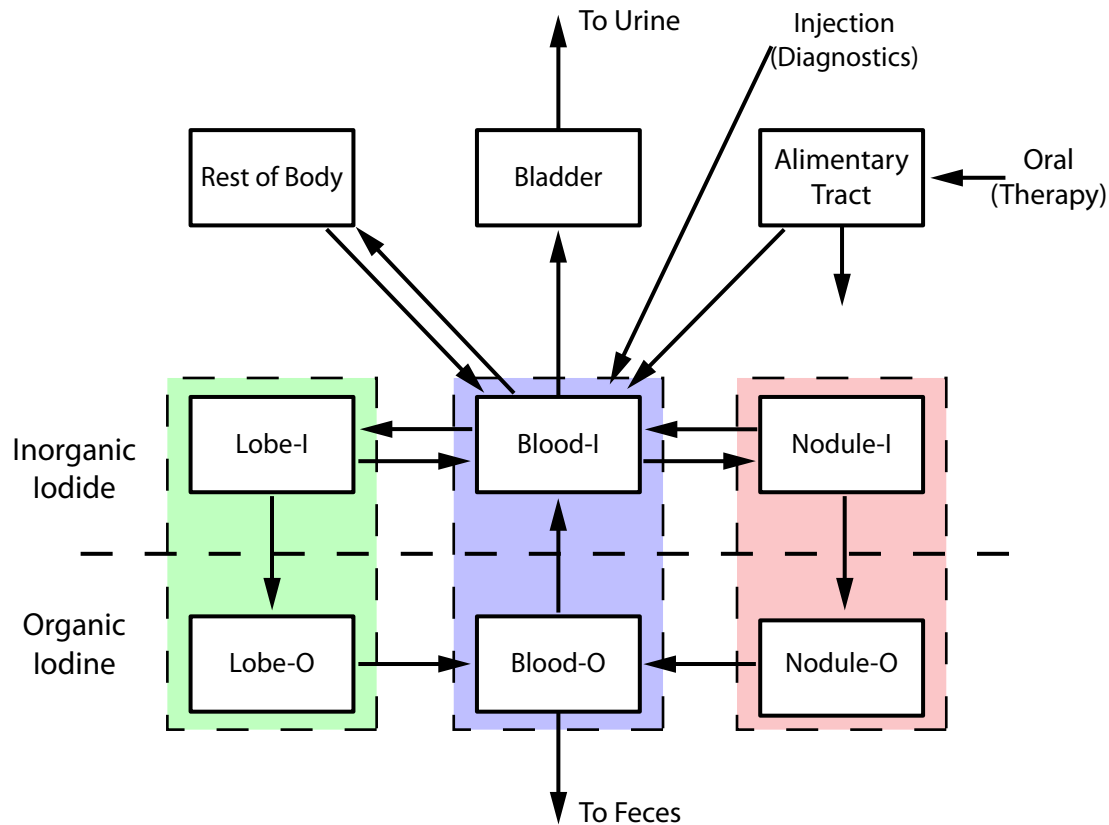 To Urine
Injection
(Diagnostics)
Rest of Body
Bladder
Alimentary
Tract
Oral
(Therapy)
Inorganic
Iodide
Lobe-I
Blood-I
Nodule-I
Organic
Iodine
Lobe-O
Blood-O
Nodule-O
To Feces